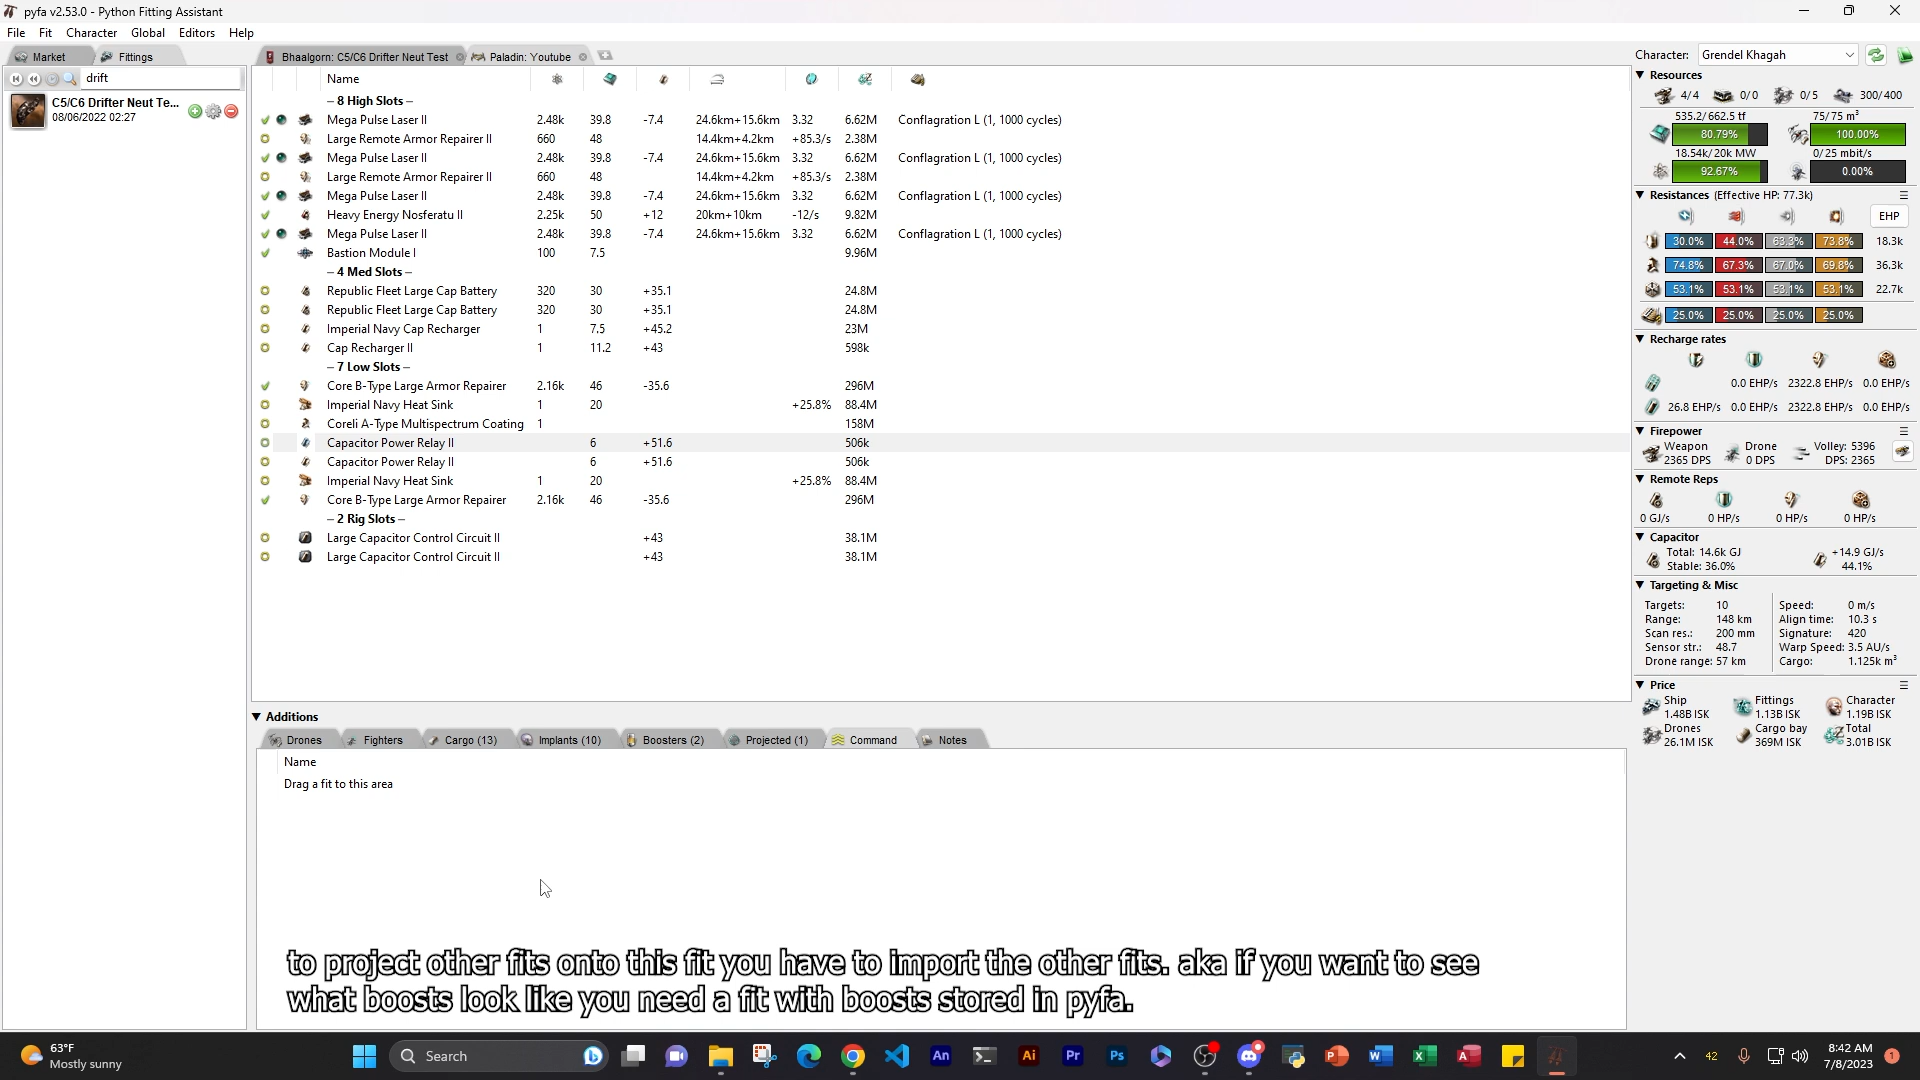 pyfa v2.53.0 - Python Fitting Assistant
File Fit Character Global Editors Help
Market Fittings Bhaalgorn: C5/C6 Drifter Neut Test Paladin: Youtube Character: Grendel Khagah
drift
C5/C6 Drifter Neut Te...
08/06/2022 02:27
Name
– 8 High Slots –
Mega Pulse Laser II 2.48k 39.8 -7.4 24.6km+15.6km 3.32 6.62M Conflagration L (1, 1000 cycles)
Large Remote Armor Repairer II 660 48 14.4km+4.2km +85.3/s 2.38M
Mega Pulse Laser II 2.48k 39.8 -7.4 24.6km+15.6km 3.32 6.62M Conflagration L (1, 1000 cycles)
Large Remote Armor Repairer II 660 48 14.4km+4.2km +85.3/s 2.38M
Mega Pulse Laser II 2.48k 39.8 -7.4 24.6km+15.6km 3.32 6.62M Conflagration L (1, 1000 cycles)
Heavy Energy Nosferatu II 2.25k 50 +12 20km+10km -12/s 9.82M
Mega Pulse Laser II 2.48k 39.8 -7.4 24.6km+15.6km 3.32 6.62M Conflagration L (1, 1000 cycles)
Bastion Module I 100 7.5 9.96M
– 4 Med Slots –
Republic Fleet Large Cap Battery 320 30 +35.1 24.8M
Republic Fleet Large Cap Battery 320 30 +35.1 24.8M
Imperial Navy Cap Recharger 1 7.5 +45.2 23M
Cap Recharger II 1 11.2 +43 598k
– 7 Low Slots –
Core B-Type Large Armor Repairer 2.16k 46 -35.6 296M
Imperial Navy Heat Sink 1 20 +25.8% 88.4M
Coreli A-Type Multispectrum Coating 1 158M
Capacitor Power Relay II 6 +51.6 506k
Capacitor Power Relay II 6 +51.6 506k
Imperial Navy Heat Sink 1 20 +25.8% 88.4M
Core B-Type Large Armor Repairer 2.16k 46 -35.6 296M
– 2 Rig Slots –
Large Capacitor Control Circuit II +43 38.1M
Large Capacitor Control Circuit II +43 38.1M
Resources
4/4 0/0 0/5 300/400
535.2/662.5 tf 75/75 m³
80.79% 100.00%
18.54k/20k MW 0/25 mbit/s
92.67% 0.00%
Resistances (Effective HP: 77.3k)
EHP
30.0% 44.0% 63.3% 73.8% 18.3k
74.8% 67.3% 67.0% 69.8% 36.3k
53.1% 53.1% 53.1% 53.1% 22.7k
25.0% 25.0% 25.0% 25.0%
Recharge rates
0.0 EHP/s 2322.8 EHP/s 0.0 EHP/s
26.8 EHP/s 0.0 EHP/s 2322.8 EHP/s 0.0 EHP/s
Firepower
Weapon Drone Volley: 5396
2365 DPS 0 DPS DPS: 2365
Remote Reps
0 GJ/s 0 HP/s 0 HP/s 0 HP/s
Capacitor
Total: 14.6k GJ +14.9 GJ/s
Stable: 36.0% 44.1%
Targeting & Misc
Targets: 10 Speed: 0 m/s
Range: 148 km Align time: 10.3 s
Scan res.: 200 mm Signature: 420
Sensor str.: 48.7 Warp Speed: 3.5 AU/s
Drone range: 57 km Cargo: 1.125k m³
Price
Ship Fittings Character
1.48B ISK 1.13B ISK 1.19B ISK
Drones Cargo bay Total
26.1M ISK 369M ISK 3.01B ISK
Additions
Drones Fighters Cargo (13) Implants (10) Boosters (2) Projected (1) Command Notes
Name
Drag a fit to this area
to project other fits onto this fit you have to import the other fits. aka if you want to see
what boosts look like you need a fit with boosts stored in pyfa.
63°F
Mostly sunny
Search
An Ai Pr Ps
42
8:42 AM
7/8/2023
1